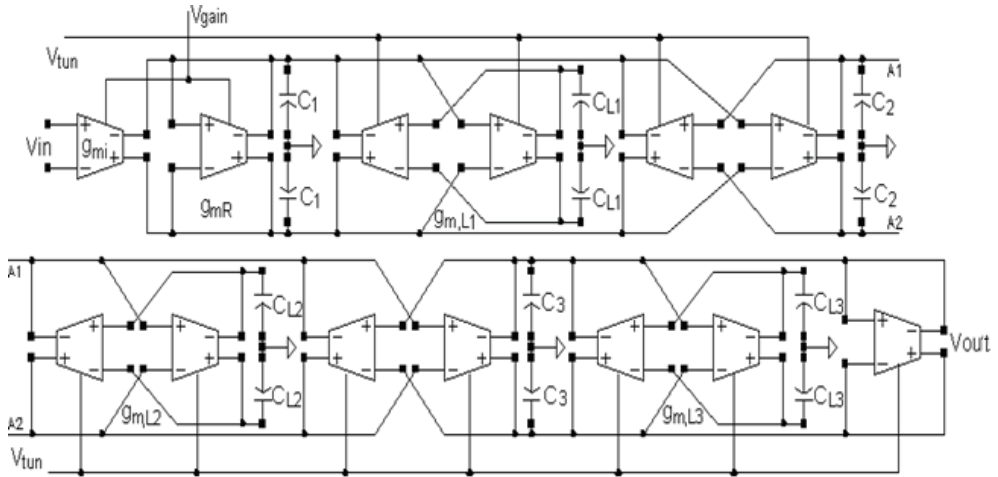 Vgain
Vtun
A1
C1
CL1
C2
+ − − +
+ − − +
+ − − +
gmi
Vin
− + + −
− + + −
− + + −
C1
CL1
C2
gmR
gm,L1
A2
A1
CL2
C3
CL3
− + + −
− + + −
− + + −
+ −
Vout
+ − − +
+ − − +
+ − − +
− +
CL2
C3
CL3
gm,L2
gm,L3
A2
Vtun